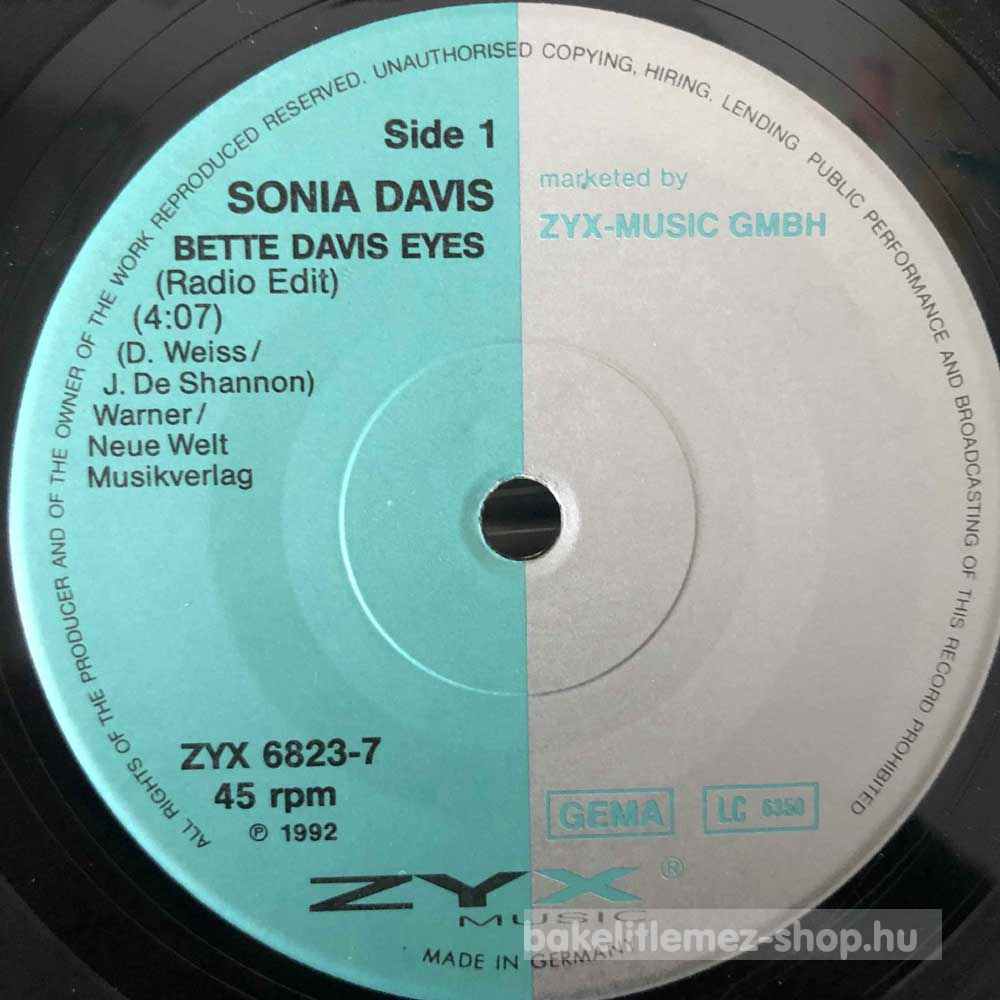 ALL RIGHTS OF THE PRODUCER AND OF THE OWNER OF THE WORK REPRODUCED RESERVED. UNAUTHORISED COPYING, HIRING, LENDING PUBLIC PERFORMANCE AND BROADCASTING OF THIS RECORD PROHIBITED
Side 1
SONIA DAVIS
BETTE DAVIS EYES
(Radio Edit)
(4:07)
(D. Weiss/
J. De Shannon)
Warner/
Neue Welt
Musikverlag
marketed by
ZYX-MUSIC GMBH
ZYX 6823-7
45 rpm
℗ 1992
GEMA
LC 6350
ZYX ®
MUSIC
MADE IN GERMANY
bakelitlemez-shop.hu